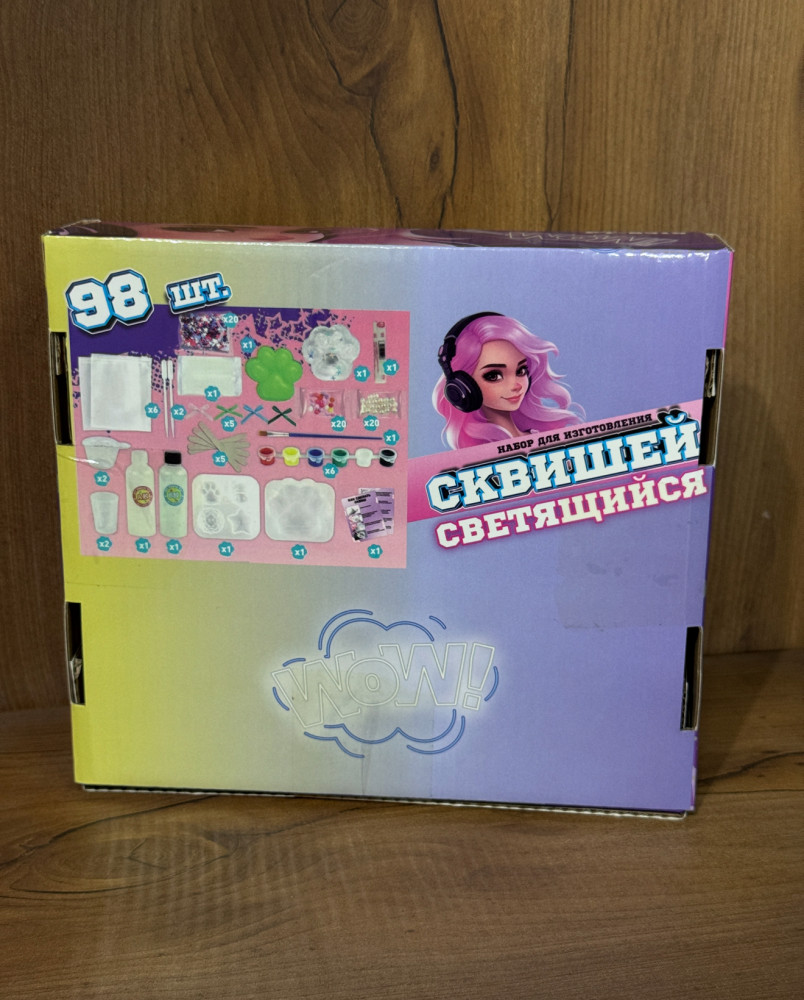 98 шт.
x20
x1
x1
x1
x6
x2
x1
x5
x20
x20
x1
x2
x5
x6
x2
x1
x1
x1
x1
x1
НАБОР ДЛЯ ИЗГОТОВЛЕНИЯ
СКВИШЕЙ
СВЕТЯЩИЙСЯ
WOW!